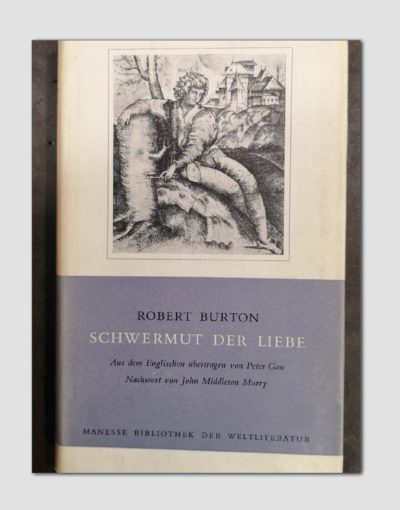 ROBERT BURTON
SCHWERMUT DER LIEBE
Aus dem Englischen übertragen von Peter Gan
Nachwort von John Middleton Murry
MANESSE BIBLIOTHEK DER WELTLITERATUR